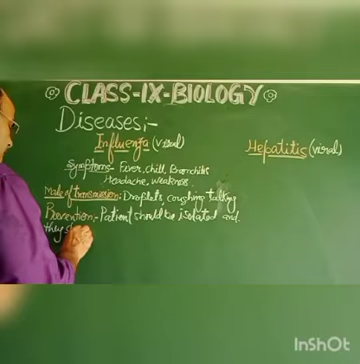 CLASS-IX-BIOLOGY
Diseases;-
Influenza (viral)
Hepatitis (viral)
Symptoms- Fever, chill, Bronchitis
Headache, weakness,
Mode of transmission: Droplets, coughing talking
Prevention,- Patient should be isolated and
they s
InShOt